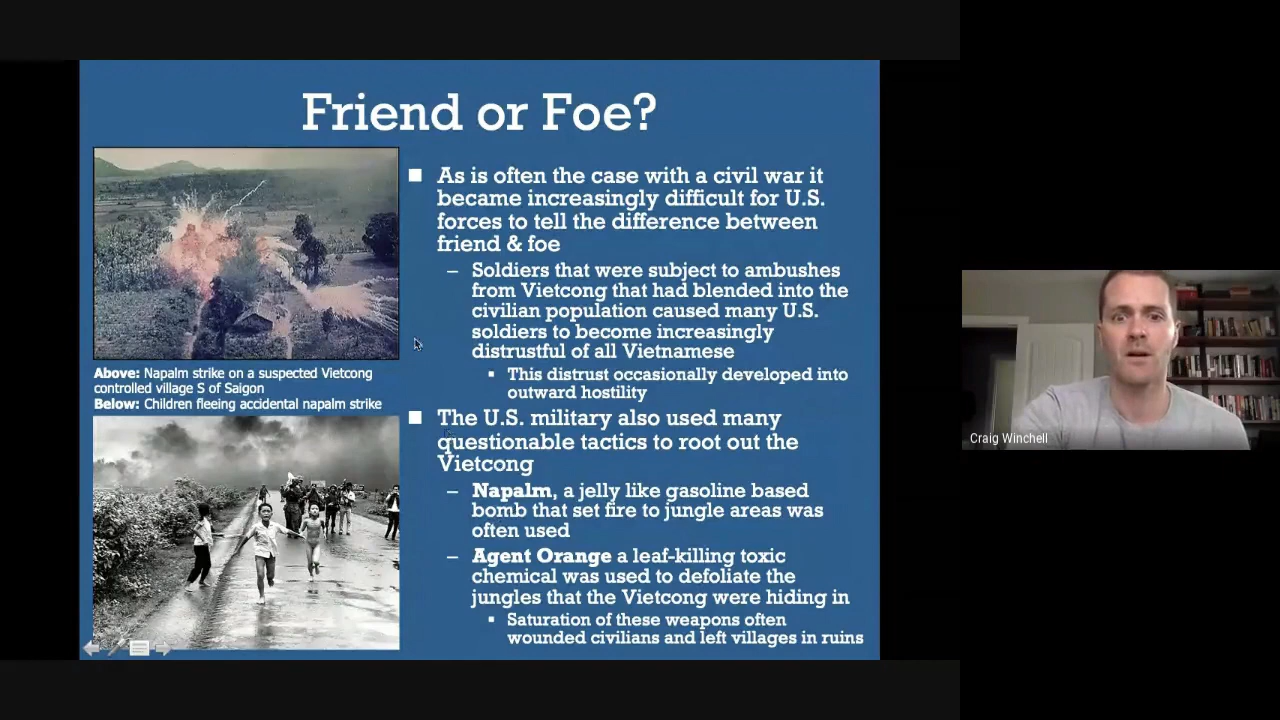 Friend or Foe?
Above: Napalm strike on a suspected Vietcong
controlled village S of Saigon
Below: Children fleeing accidental napalm strike
■ As is often the case with a civil war it
became increasingly difficult for U.S.
forces to tell the difference between
friend & foe
– Soldiers that were subject to ambushes
from Vietcong that had blended into the
civilian population caused many U.S.
soldiers to become increasingly
distrustful of all Vietnamese
▪ This distrust occasionally developed into
outward hostility
■ The U.S. military also used many
questionable tactics to root out the
Vietcong
– Napalm, a jelly like gasoline based
bomb that set fire to jungle areas was
often used
– Agent Orange a leaf-killing toxic
chemical was used to defoliate the
jungles that the Vietcong were hiding in
▪ Saturation of these weapons often
wounded civilians and left villages in ruins
Craig Winchell